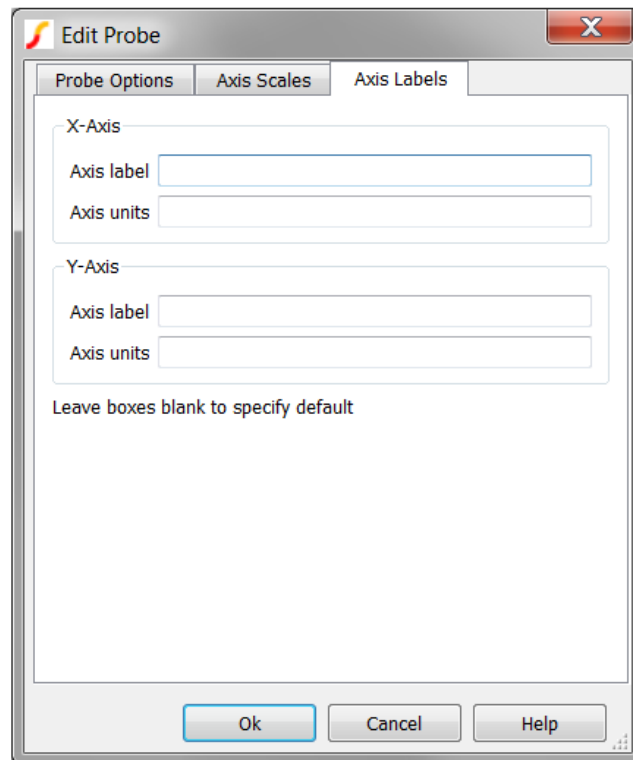 Edit Probe
Probe Options Axis Scales Axis Labels
X-Axis
Axis label
Axis units
Y-Axis
Axis label
Axis units
Leave boxes blank to specify default
Ok Cancel Help